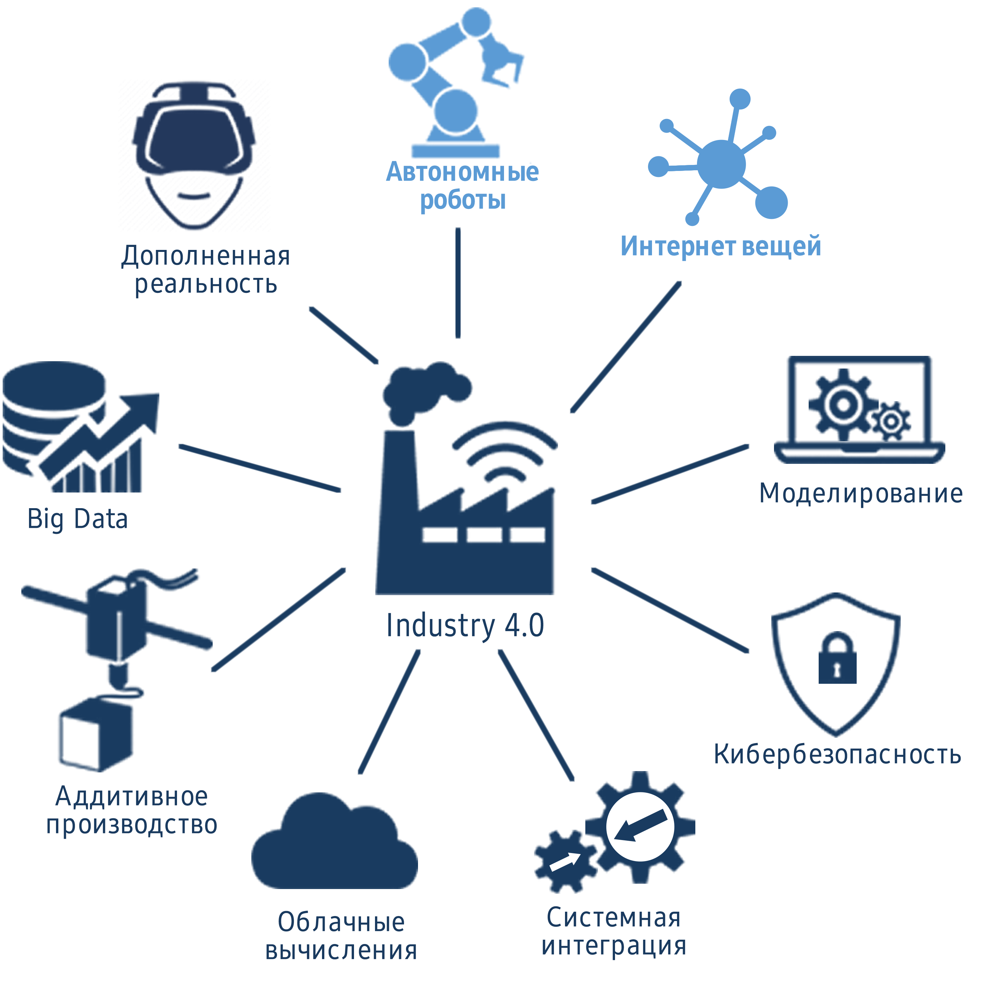 Автономные
роботы
Интернет вещей
Дополненная
реальность
Моделирование
Big Data
Industry 4.0
Кибербезопасность
Аддитивное
производство
Облачные
вычисления
Системная
интеграция